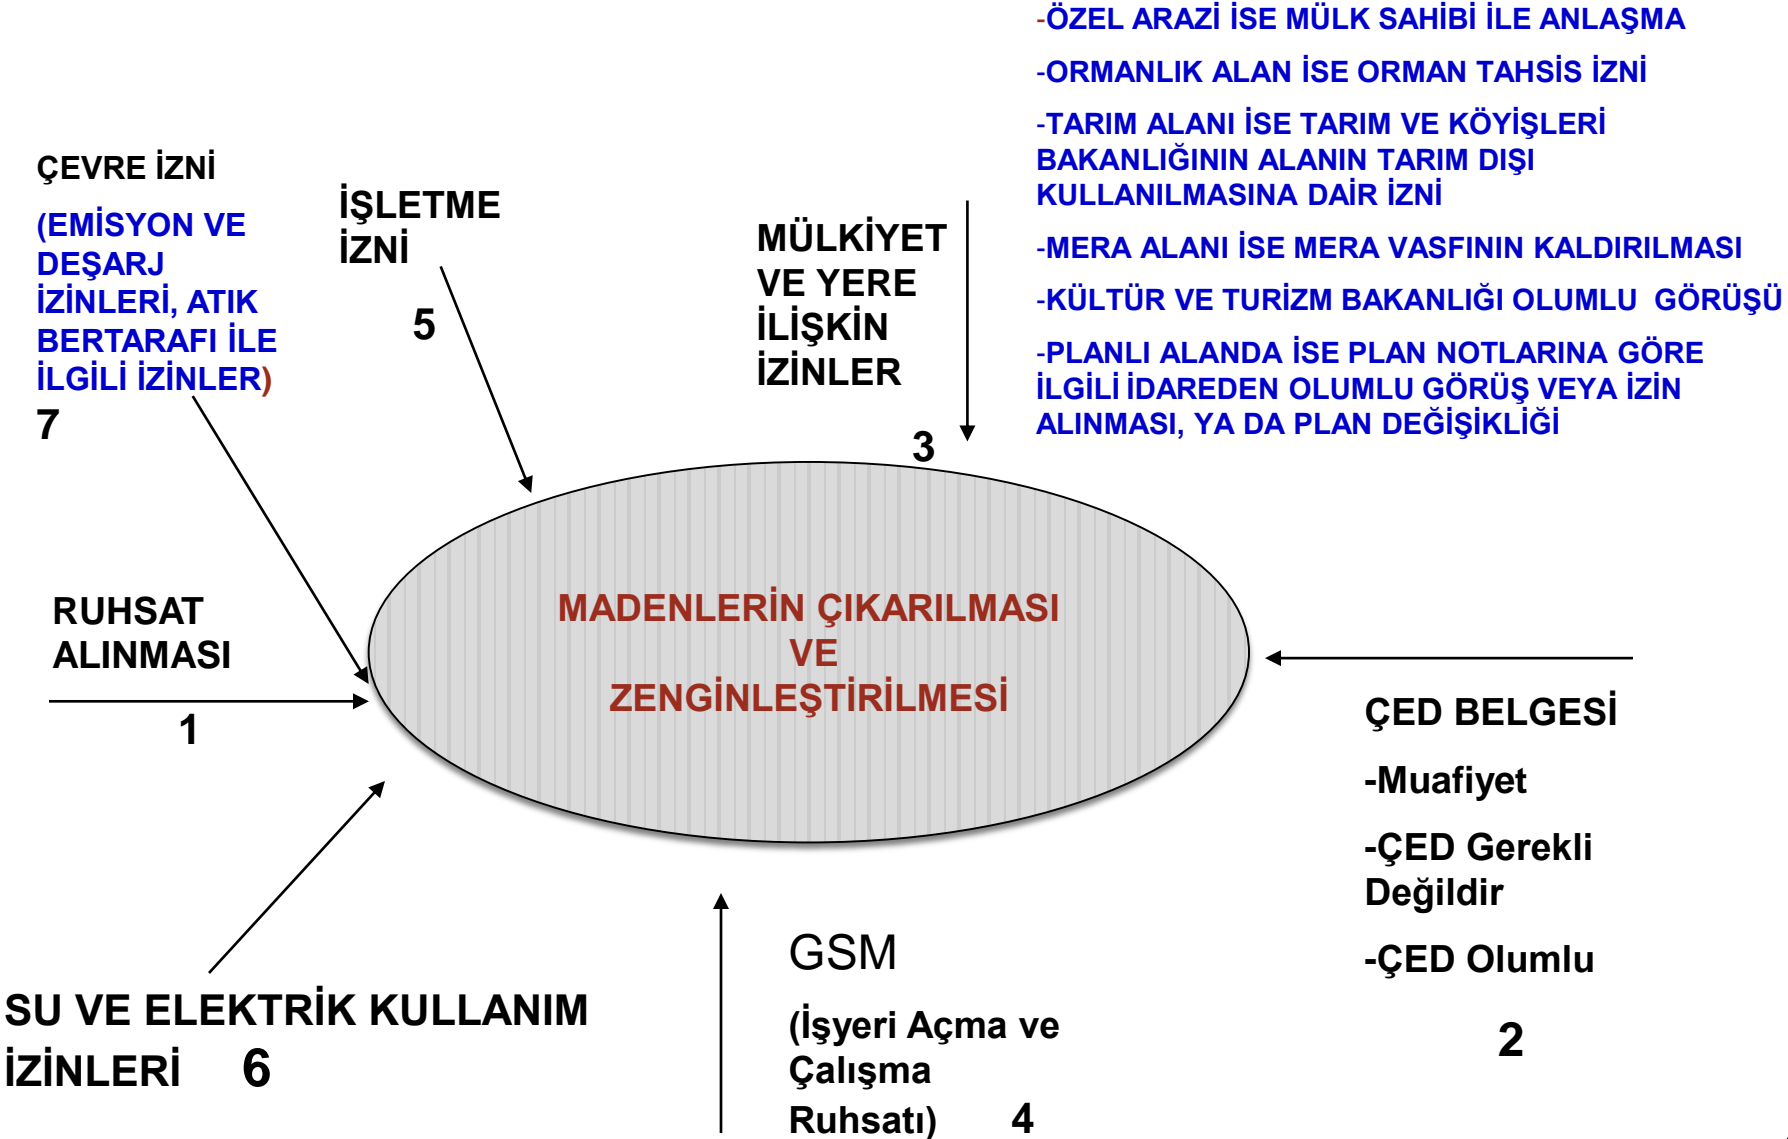 -ÖZEL ARAZİ İSE MÜLK SAHİBİ İLE ANLAŞMA
-ORMANLIK ALAN İSE ORMAN TAHSİS İZNİ
-TARIM ALANI İSE TARIM VE KÖYİŞLERİ
BAKANLIĞININ ALANIN TARIM DIŞI
KULLANILMASINA DAİR İZNİ
-MERA ALANI İSE MERA VASFININ KALDIRILMASI
-KÜLTÜR VE TURİZM BAKANLIĞI OLUMLU GÖRÜŞÜ
-PLANLI ALANDA İSE PLAN NOTLARINA GÖRE
İLGİLİ İDAREDEN OLUMLU GÖRÜŞ VEYA İZİN
ALINMASI, YA DA PLAN DEĞİŞİKLİĞİ
ÇEVRE İZNİ
(EMİSYON VE
DEŞARJ
İZİNLERİ, ATIK
BERTARAFI İLE
İLGİLİ İZİNLER)
7
İŞLETME
İZNİ
5
MÜLKİYET
VE YERE
İLİŞKİN
İZİNLER
3
RUHSAT
ALINMASI
1
MADENLERİN ÇIKARILMASI
VE
ZENGİNLEŞTİRİLMESİ
ÇED BELGESİ
-Muafiyet
-ÇED Gerekli
Değildir
-ÇED Olumlu
2
SU VE ELEKTRİK KULLANIM
İZİNLERİ 6
GSM
(İşyeri Açma ve
Çalışma
Ruhsatı) 4